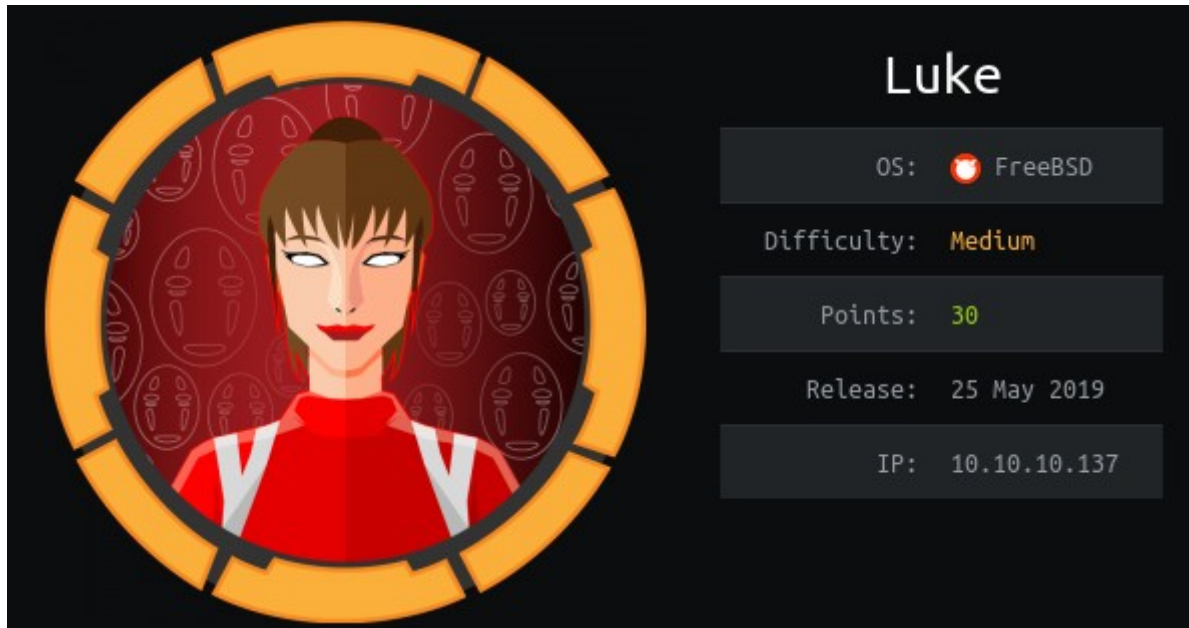 Luke
OS: FreeBSD
Difficulty: Medium
Points: 30
Release: 25 May 2019
IP: 10.10.10.137